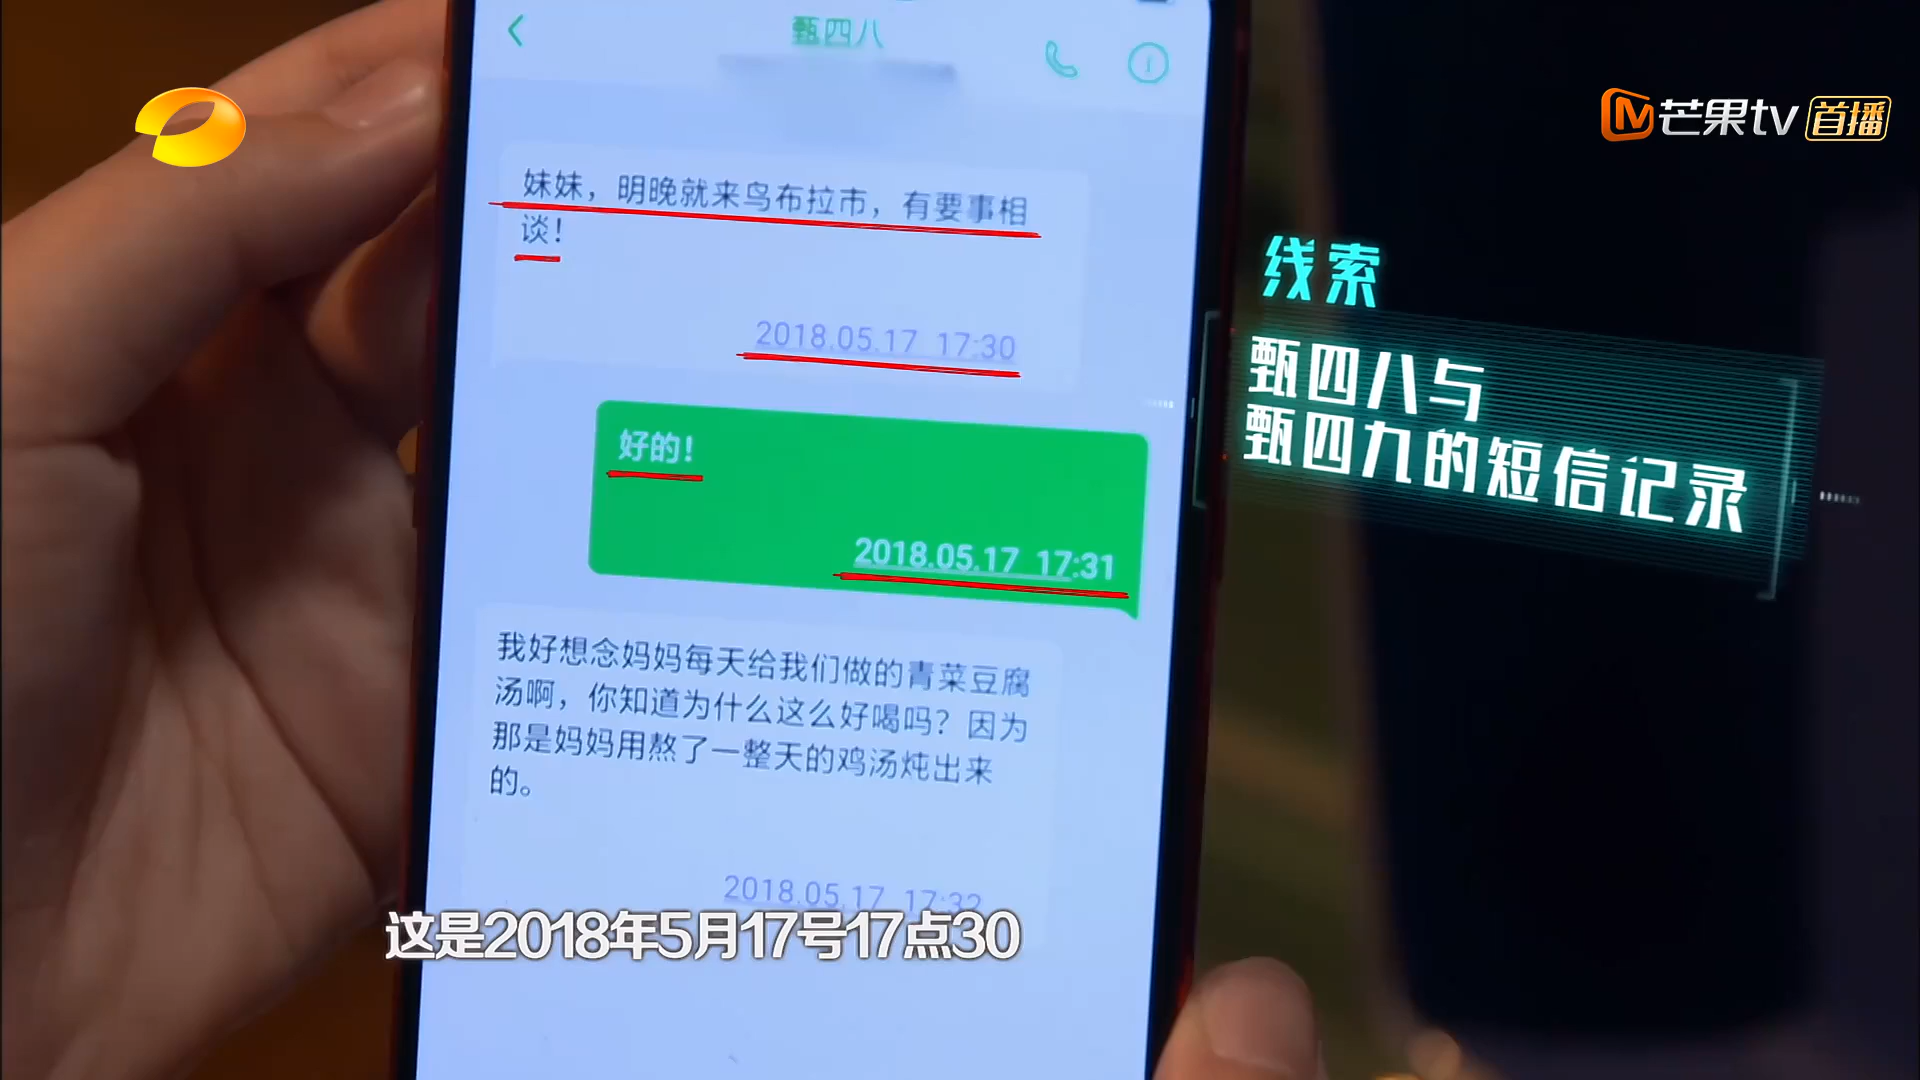 甄四八
芒果tv 首播
妹妹，明晚就来鸟布拉市，有要事相
谈！
2018.05.17 17:30
好的！
2018.05.17 17:31
我好想念妈妈每天给我们做的青菜豆腐
汤啊，你知道为什么这么好喝吗？因为
那是妈妈用熬了一整天的鸡汤炖出来
的。
2018.05.17 17:32
线索
甄四八与
甄四九的短信记录
这是2018年5月17号17点30